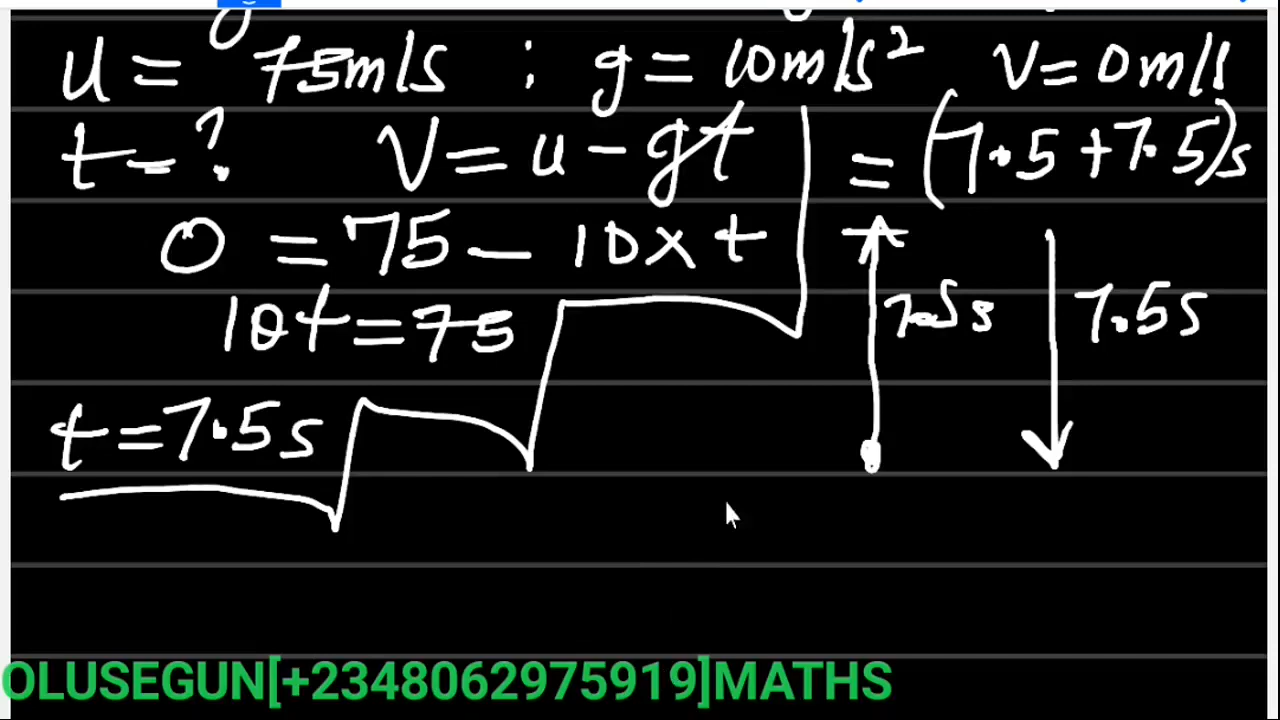 u = 75m/s ; g = 10m/s² v = 0m/s
t = ? v = u - gt
0 = 75 - 10x t
10t = 75
t = 7.5s
= (7.5 + 7.5)s
7.5s 7.5s
OLUSEGUN[+2348062975919]MATHS